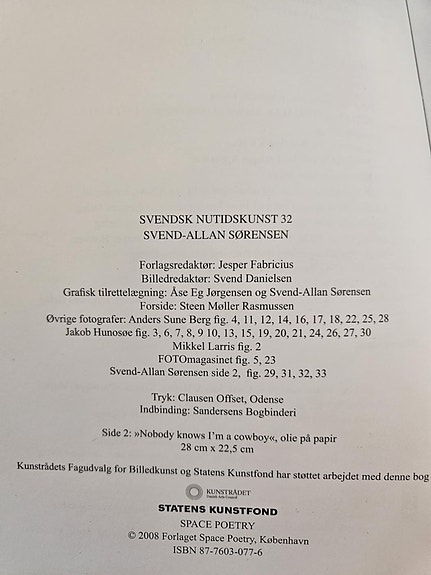 SVENDSK NUTIDSKUNST 32
SVEND-ALLAN SØRENSEN
Forlagsredaktør: Jesper Fabricius
Billedredaktør: Svend Danielsen
Grafisk tilrettelægning: Åse Eg Jørgensen og Svend-Allan Sørensen
Forside: Steen Møller Rasmussen
Øvrige fotografer: Anders Sune Berg fig. 4, 11, 12, 14, 16, 17, 18, 22, 25, 28
Jakob Hunosøe fig. 3, 6, 7, 8, 9 10, 13, 15, 19, 20, 21, 24, 26, 27, 30
Mikkel Larris fig. 2
FOTOmagasinet fig. 5, 23
Svend-Allan Sørensen side 2, fig. 29, 31, 32, 33
Tryk: Clausen Offset, Odense
Indbinding: Sandersens Bogbinderi
Side 2: »Nobody knows I'm a cowboy«, olie på papir
28 cm x 22,5 cm
Kunstrådets Fagudvalg for Billedkunst og Statens Kunstfond har støttet arbejdet med denne bog
KUNSTRÅDET
Danish Arts Council
STATENS KUNSTFOND
SPACE POETRY
© 2008 Forlaget Space Poetry, København
ISBN 87-7603-077-6